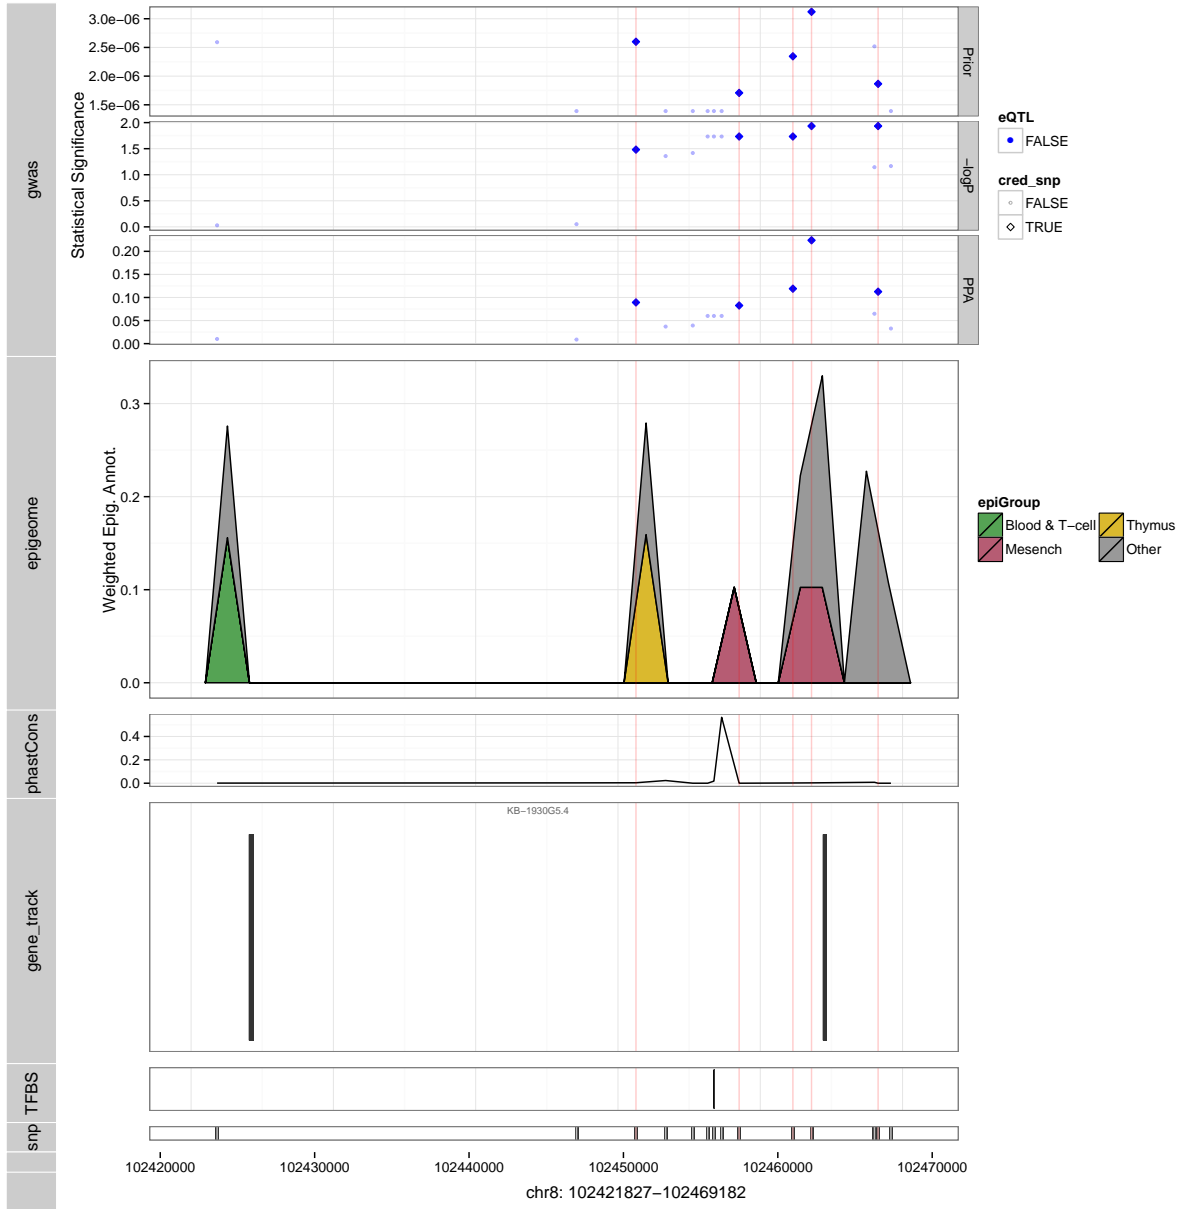 gwas
Statistical Significance
3.0e−06
2.5e−06
2.0e−06
1.5e−06
Prior
2.0
1.5
1.0
0.5
0.0
−logP
0.20
0.15
0.10
0.05
0.00
PPA
eQTL
FALSE
cred_snp
FALSE
TRUE
epigeome
Weighted Epig. Annot.
0.3
0.2
0.1
0.0
epiGroup
Blood & T−cell
Thymus
Mesench
Other
phastCons
0.4
0.2
0.0
gene_track
KB−1930G5.4
TFBS
snp
102420000 102430000 102440000 102450000 102460000 102470000
chr8: 102421827−102469182